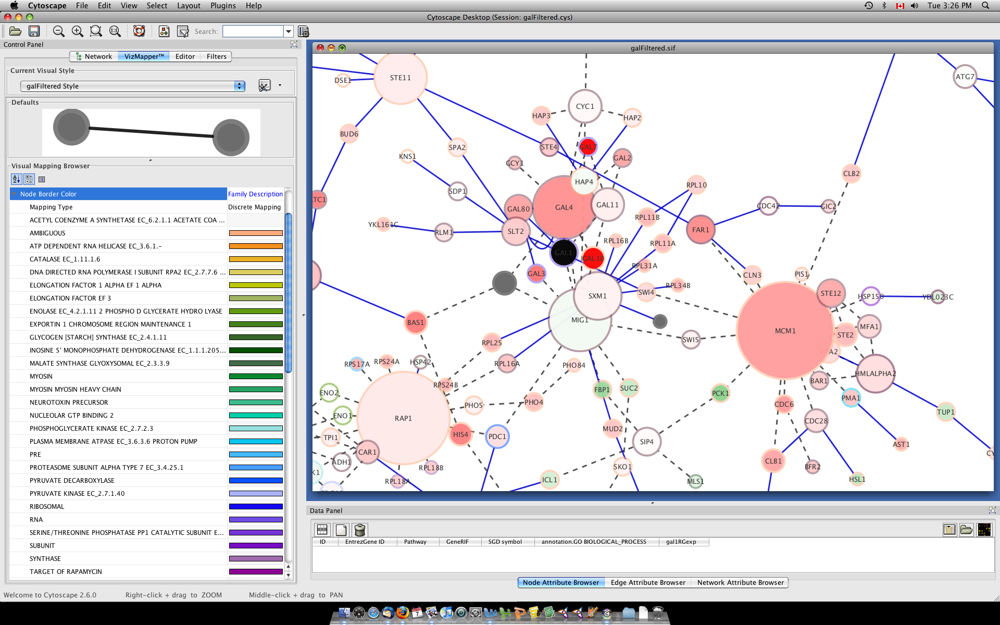 Cytoscape File Edit View Select Layout Plugins Help Tue 3:26 PM
Cytoscape Desktop (Session: galFiltered.cys)
Search:
Control Panel
Network VizMapper™ Editor Filters
Current Visual Style
galFiltered Style
Defaults
Visual Mapping Browser
Node Border Color Family Description
Mapping Type Discrete Mapping
ACETYL COENZYME A SYNTHETASE EC_6.2.1.1 ACETATE COA ...
AMBIGUOUS
ATP DEPENDENT RNA HELICASE EC_3.6.1.-
CATALASE EC_1.11.1.6
DNA DIRECTED RNA POLYMERASE I SUBUNIT RPA2 EC_2.7.7.6 ...
ELONGATION FACTOR 1 ALPHA EF 1 ALPHA
ELONGATION FACTOR EF 3
ENOLASE EC_4.2.1.11 2 PHOSPHO D GLYCERATE HYDRO LYASE
EXPORTIN 1 CHROMOSOME REGION MAINTENANCE 1
GLYCOGEN [STARCH] SYNTHASE EC_2.4.1.11
INOSINE 5' MONOPHOSPHATE DEHYDROGENASE EC_1.1.1.205...
MALATE SYNTHASE GLYOXYSOMAL EC_2.3.3.9
MYOSIN
MYOSIN MYOSIN HEAVY CHAIN
NEUROTOXIN PRECURSOR
NUCLEOLAR GTP BINDING 2
PHOSPHOGLYCERATE KINASE EC_2.7.2.3
PLASMA MEMBRANE ATPASE EC_3.6.3.6 PROTON PUMP
PRE
PROTEASOME SUBUNIT ALPHA TYPE 7 EC_3.4.25.1
PYRUVATE DECARBOXYLASE
PYRUVATE KINASE EC_2.7.1.40
RIBOSOMAL
RNA
SERINE/THREONINE PHOSPHATASE PP1 CATALYTIC SUBUNIT E...
SUBUNIT
SYNTHASE
TARGET OF RAPAMYCIN
galFiltered.sif
STE11
DSE1
ATG7
CYC1
HAP3
HAP2
BUD6
SPA2
STE4
GAL7
KNS1
GAL2
GCY1
CLB2
HAP4
RPL10
SDP1
TC1
GAL80
GAL4
GAL11
CDC42
GIC2
RPL11B
YKL161C
RLM1
SLT2
FAR1
RPL16B
RPL11A
GAL1
GAL10
RPL31A
GAL3
CLN3
PIS1
RPL34B
SWI4
SXM1
STE12
HSP150
YDL023C
MIG1
BAS1
MCM1
MFA1
STE2
SWI5
RPL25
A2
RPS17A
RPS24A
HSP42
RPL16A
PHO84
HMLALPHA2
BAR1
RPS24B
ENO2
FBP1
SUC2
PCK1
PMA1
PHO5
PHO4
CDC6
TUP1
ENO1
RAP1
CDC28
MUD2
HIS4
PDC1
TPI1
SIP4
AST1
CAR1
CY
ADH1
CLB1
RPL18B
SKO1
BFR2
K1
RPL18A
ICL1
MLS1
HSL1
Data Panel
ID EntrezGene ID Pathway GeneRIF SGD symbol annotation.GO BIOLOGICAL_PROCESS gal1RGexp
Node Attribute Browser Edge Attribute Browser Network Attribute Browser
Welcome to Cytoscape 2.6.0 Right-click + drag to ZOOM Middle-click + drag to PAN